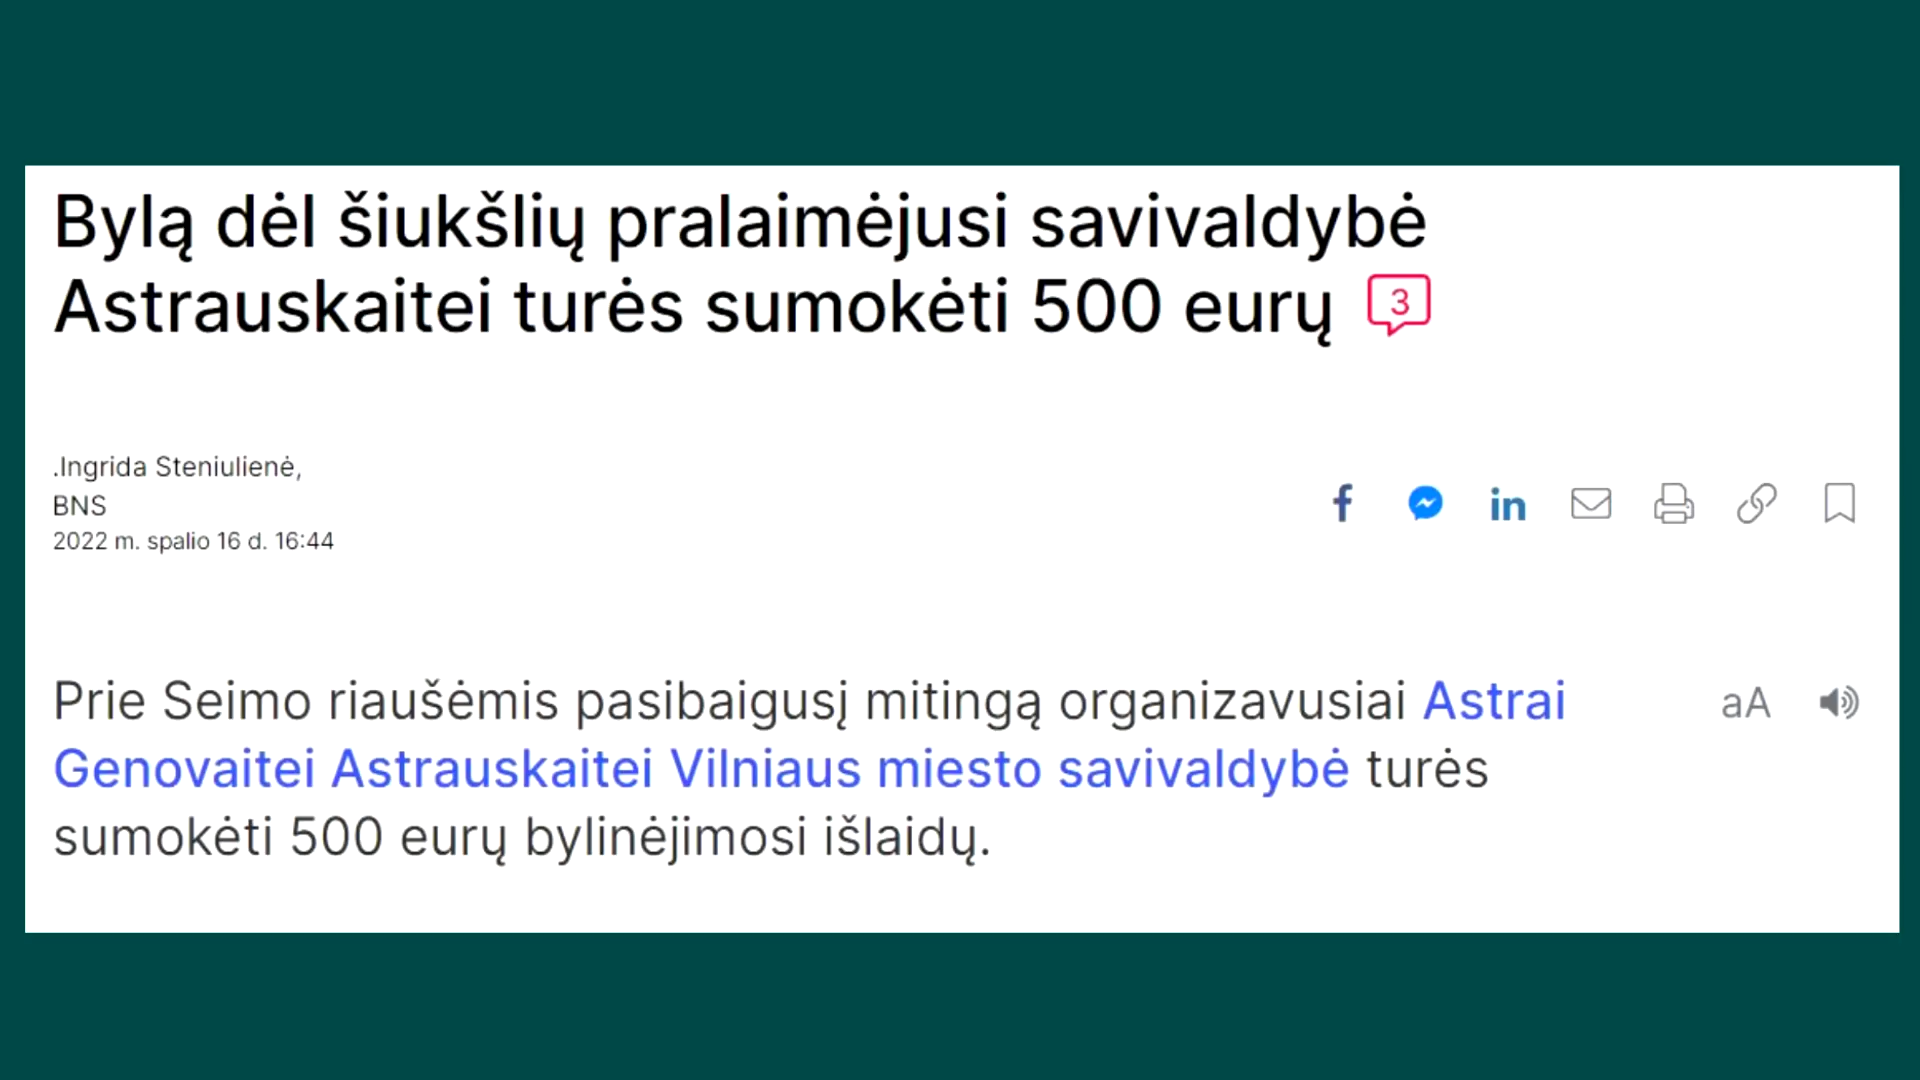 Bylą dėl šiukšlių pralaimėjusi savivaldybė
Astrauskaitei turės sumokėti 500 eurų 3
.Ingrida Steniulienė,
BNS
2022 m. spalio 16 d. 16:44
f in
Prie Seimo riaušėmis pasibaigusį mitingą organizavusiai Astrai aA
Genovaitei Astrauskaitei Vilniaus miesto savivaldybė turės
sumokėti 500 eurų bylinėjimosi išlaidų.